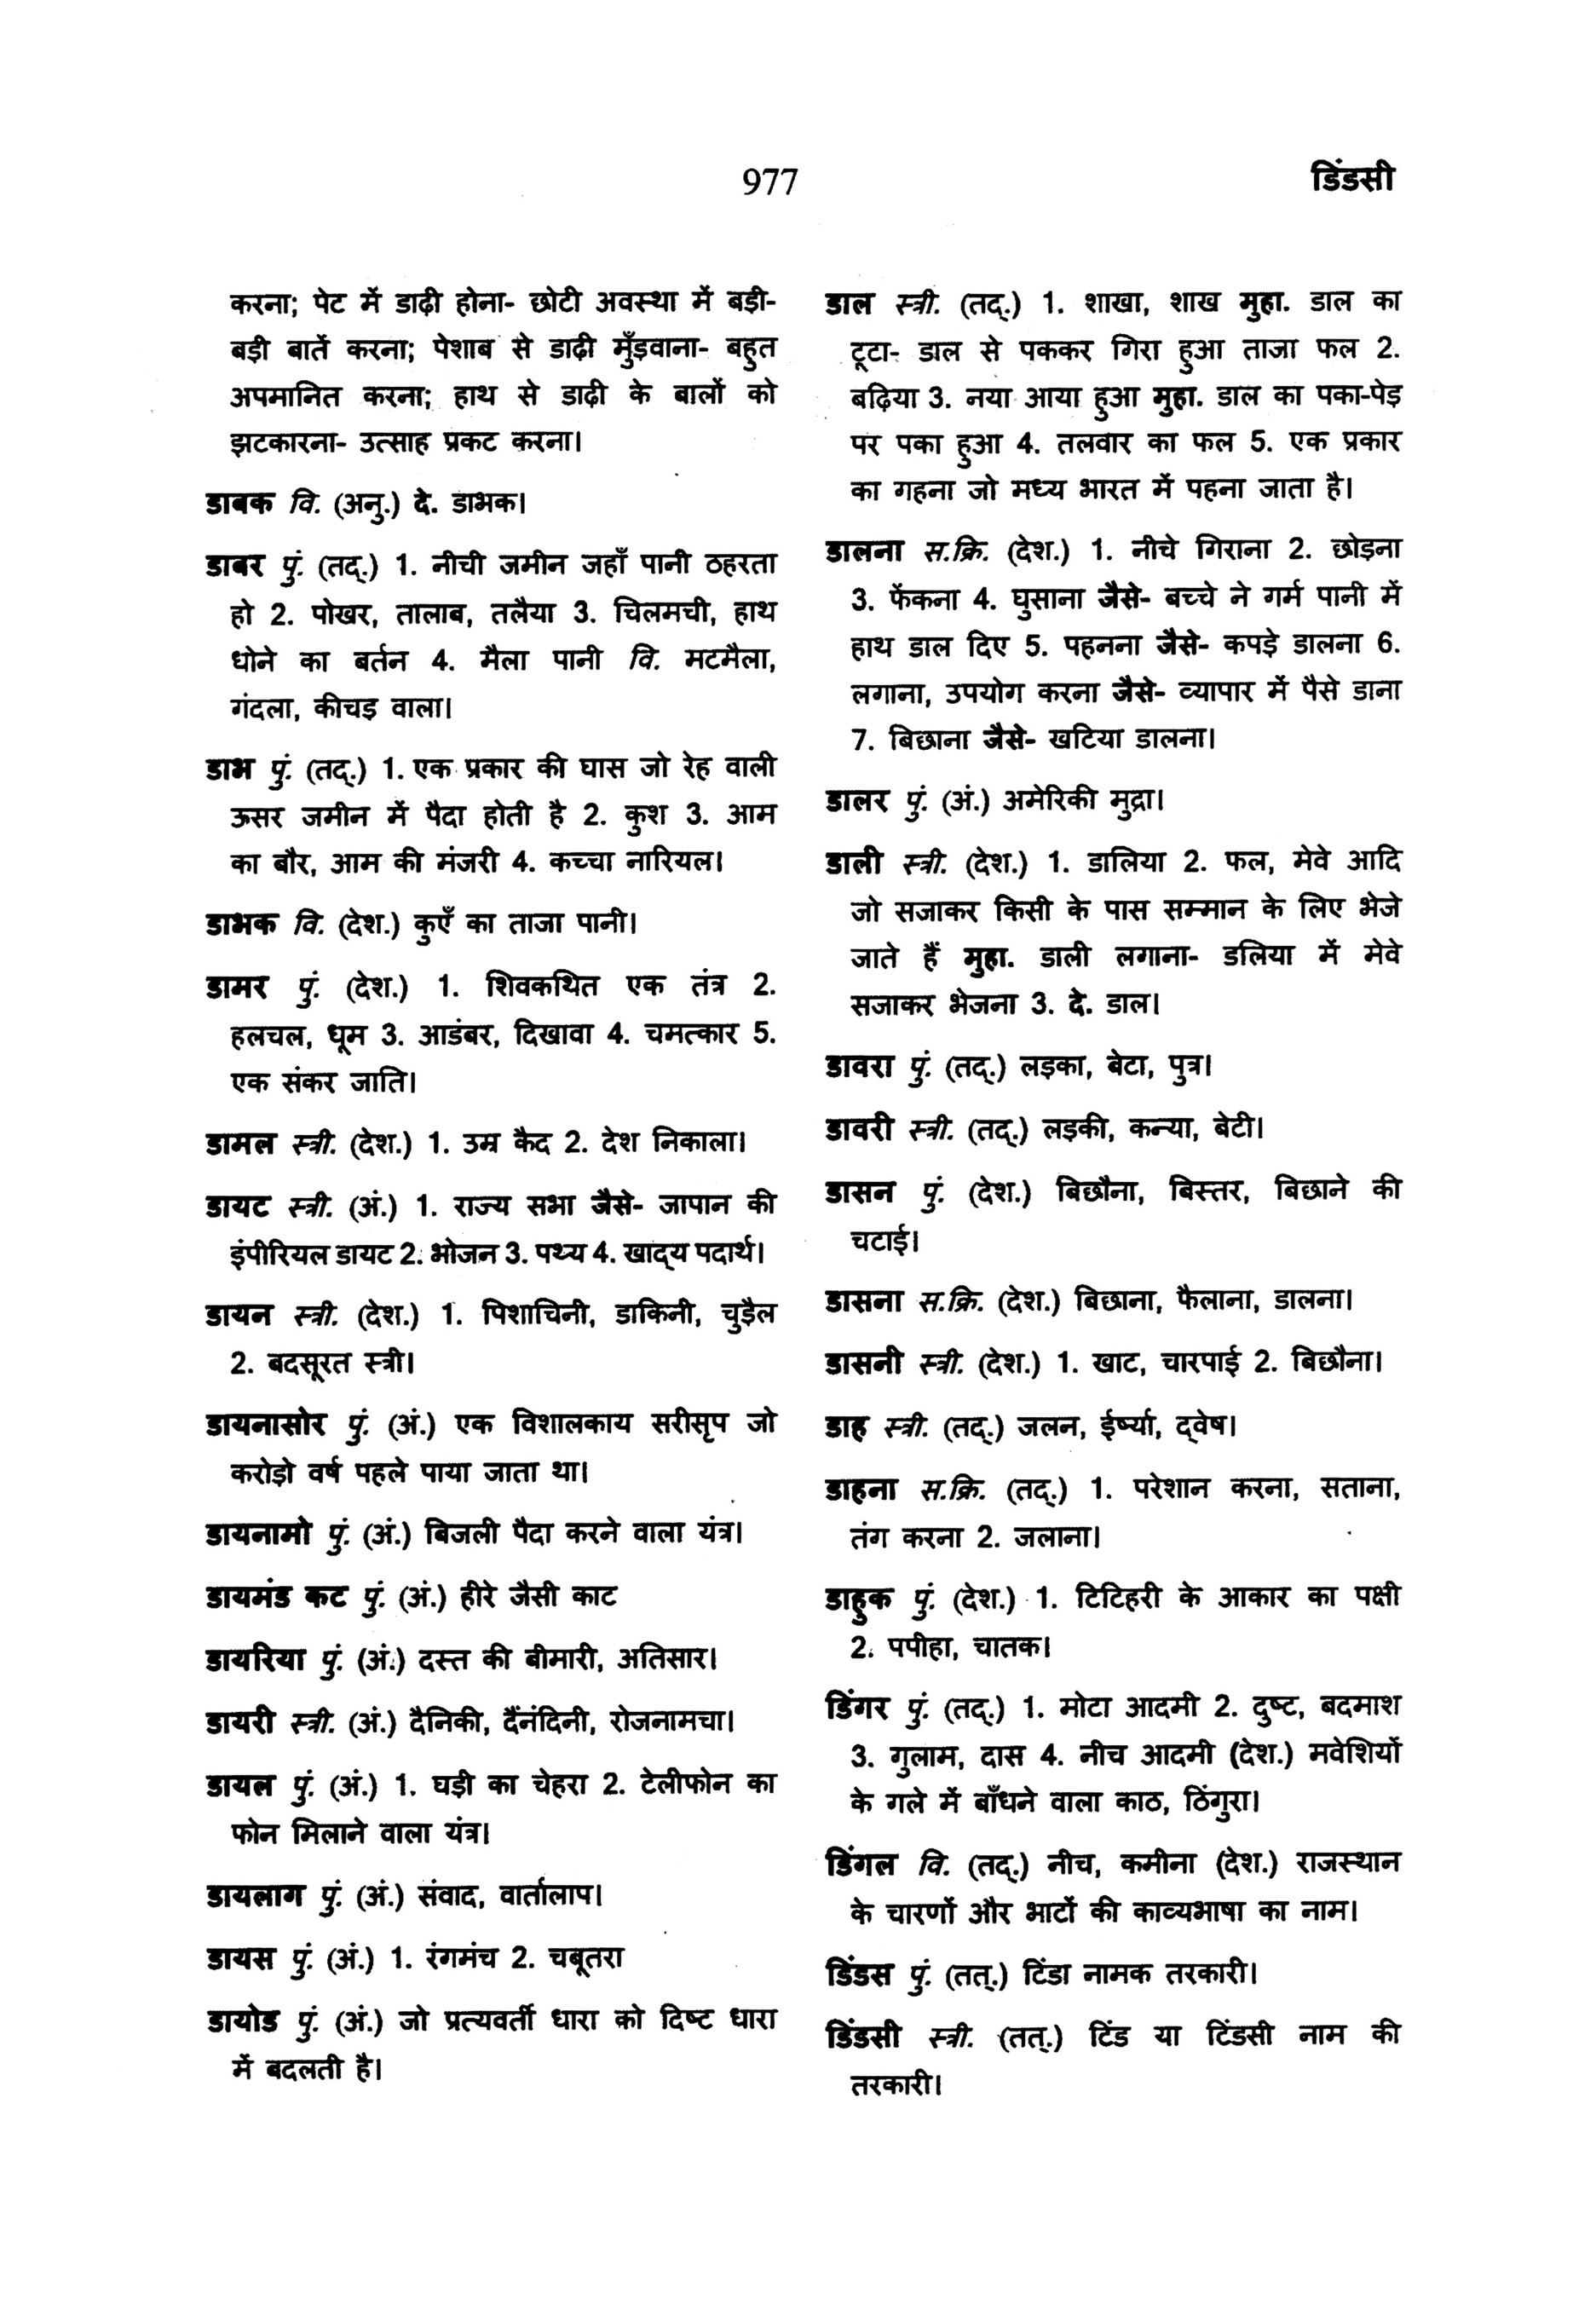 977
डिंडसी
करना; पेट में डाढ़ी होना- छोटी अवस्था में बड़ी-
बड़ी बातें करना; पेशाब से डाढ़ी मुँड़वाना- बहुत
अपमानित करना; हाथ से डाढ़ी के बालों को
झटकारना- उत्साह प्रकट करना।
डाबक वि. (अनु.) दे. डाभक।
डाबर पुं. (तद्.) 1. नीची जमीन जहाँ पानी ठहरता
हो 2. पोखर, तालाब, तलैया 3. चिलमची, हाथ
धोने का बर्तन 4. मैला पानी वि. मटमैला,
गंदला, कीचड़ वाला।
डाभ पुं. (तद्.) 1. एक प्रकार की घास जो रेह वाली
ऊसर जमीन में पैदा होती है 2. कुश 3. आम
का बौर, आम की मंजरी 4. कच्चा नारियल।
डाभक वि. (देश.) कुएँ का ताजा पानी।
डामर पुं. (देश.) 1. शिवकथित एक तंत्र 2.
हलचल, धूम 3. आडंबर, दिखावा 4. चमत्कार 5.
एक संकर जाति।
डामल स्त्री. (देश.) 1. उम्र कैद 2. देश निकाला।
डायट स्त्री. (अं.) 1. राज्य सभा जैसे- जापान की
इंपीरियल डायट 2. भोजन 3. पथ्य 4. खाद्‌य पदार्थ।
डायन स्त्री. (देश.) 1. पिशाचिनी, डाकिनी, चुड़ैल
2. बदसूरत स्त्री।
डायनासोर पुं. (अं.) एक विशालकाय सरीसृप जो
करोड़ो वर्ष पहले पाया जाता था।
डायनामो पुं. (अं.) बिजली पैदा करने वाला यंत्र।
डायमंड कट पुं. (अं.) हीरे जैसी काट
डायरिया पुं. (अं.) दस्त की बीमारी, अतिसार।
डायरी स्त्री. (अं.) दैनिकी, दैंनंदिनी, रोजनामचा।
डायल पुं. (अं.) 1. घड़ी का चेहरा 2. टेलीफोन का
फोन मिलाने वाला यंत्र।
डायलाग पुं. (अं.) संवाद, वार्तालाप।
डायस पुं. (अं.) 1. रंगमंच 2. चबूतरा
डायोड पुं. (अं.) जो प्रत्यवर्ती धारा को दिष्ट धारा
में बदलती है।
डाल स्त्री. (तद्.) 1. शाखा, शाख मुहा. डाल का
टूटा- डाल से पककर गिरा हुआ ताजा फल 2.
बढ़िया 3. नया आया हुआ मुहा. डाल का पका-पेड़
पर पका हुआ 4. तलवार का फल 5. एक प्रकार
का गहना जो मध्य भारत में पहना जाता है।
डालना स.क्रि. (देश.) 1. नीचे गिराना 2. छोड़ना
3. फेंकना 4. घुसाना जैसे- बच्चे ने गर्म पानी में
हाथ डाल दिए 5. पहनना जैसे- कपड़े डालना 6.
लगाना, उपयोग करना जैसे- व्यापार में पैसे डाना
7. बिछाना जैसे- खटिया डालना।
डालर पुं. (अं.) अमेरिकी मुद्रा।
डाली स्त्री. (देश.) 1. डालिया 2. फल, मेवे आदि
जो सजाकर किसी के पास सम्मान के लिए भेजे
जाते हैं मुहा. डाली लगाना- डलिया में मेवे
सजाकर भेजना 3. दे. डाल।
डावरा पुं. (तद्.) लड़का, बेटा, पुत्र।
डावरी स्त्री. (तद्.) लड़की, कन्या, बेटी।
डासन पुं. (देश.) बिछौना, बिस्तर, बिछाने की
चटाई।
डासना स.क्रि. (देश.) बिछाना, फैलाना, डालना।
डासनी स्त्री. (देश.) 1. खाट, चारपाई 2. बिछौना।
डाह स्त्री. (तद्.) जलन, ईर्ष्या, द्‌वेष।
डाहना स.क्रि. (तद्.) 1. परेशान करना, सताना,
तंग करना 2. जलाना।
डाहुक पुं. (देश.) 1. टिटिहरी के आकार का पक्षी
2. पपीहा, चातक।
डिंगर पुं. (तद्.) 1. मोटा आदमी 2. दुष्ट, बदमाश
3. गुलाम, दास 4. नीच आदमी (देश.) मवेशियों
के गले में बाँधने वाला काठ, ठिंगुरा।
डिंगल वि. (तद्.) नीच, कमीना (देश.) राजस्थान
के चारणों और भाटों की काव्यभाषा का नाम।
डिंडस पुं. (तत्.) टिंडा नामक तरकारी।
डिंडसी स्त्री. (तत्.) टिंड या टिंडसी नाम की
तरकारी।